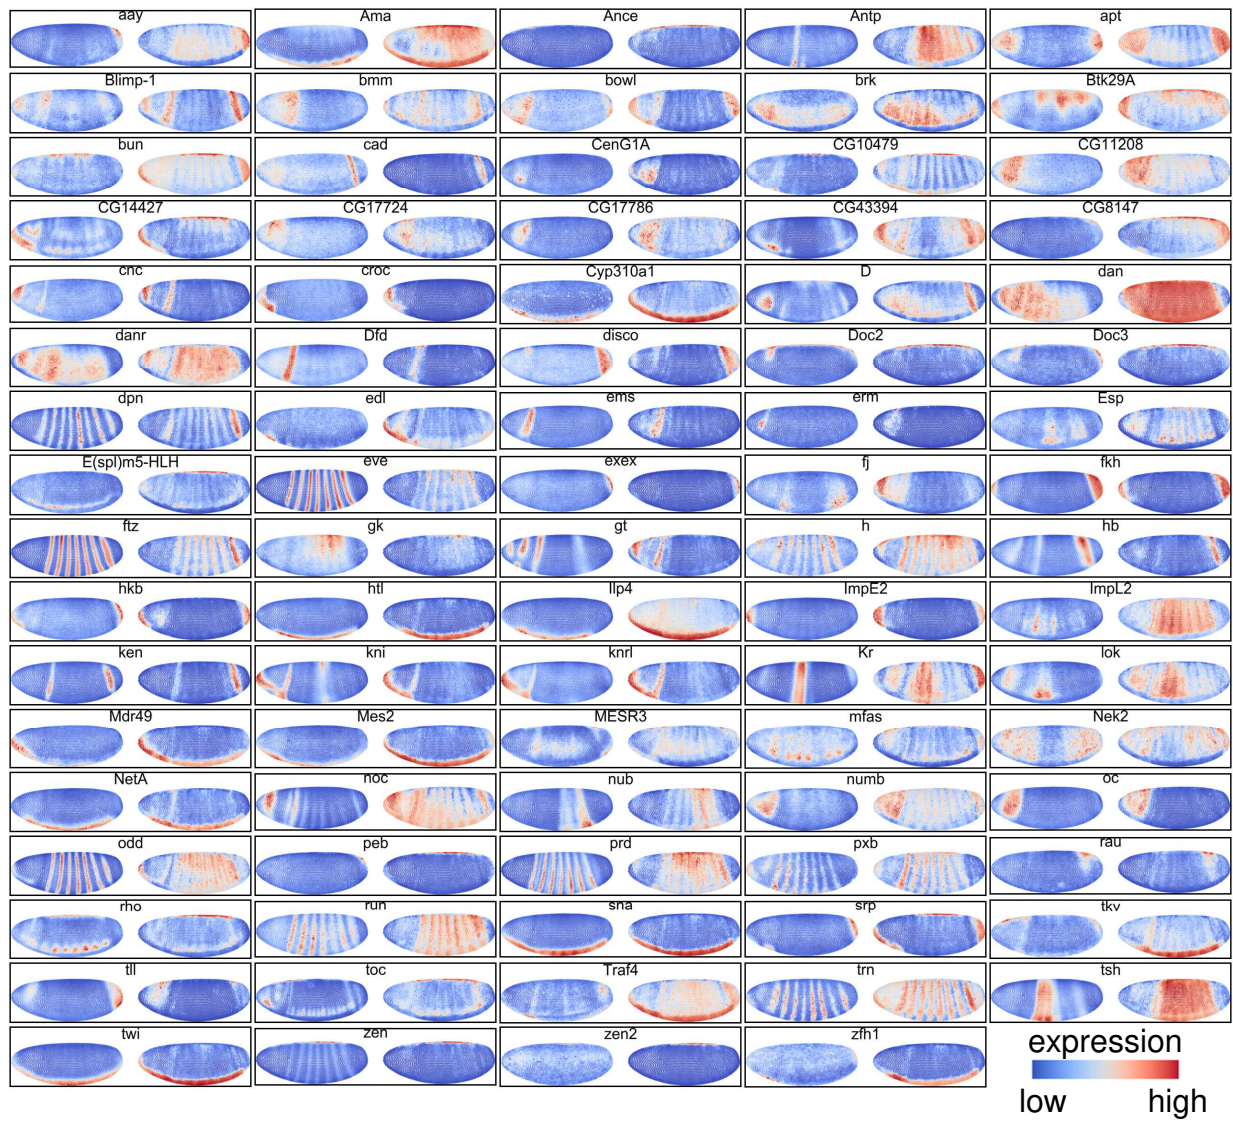 aay Ama Ance Antp apt
Blimp-1 bmm bowl brk Btk29A
bun cad CenG1A CG10479 CG11208
CG14427 CG17724 CG17786 CG43394 CG8147
cnc croc Cyp310a1 D dan
danr Dfd disco Doc2 Doc3
dpn edl ems erm Esp
E(spl)m5-HLH eve exex fj fkh
ftz gk gt h hb
hkb htl Ilp4 ImpE2 ImpL2
ken kni knrl Kr lok
Mdr49 Mes2 MESR3 mfas Nek2
NetA noc nub numb oc
odd peb prd pxb rau
rho run sna srp tkv
tll toc Traf4 trn tsh
twi zen zen2 zfh1
expression
low high